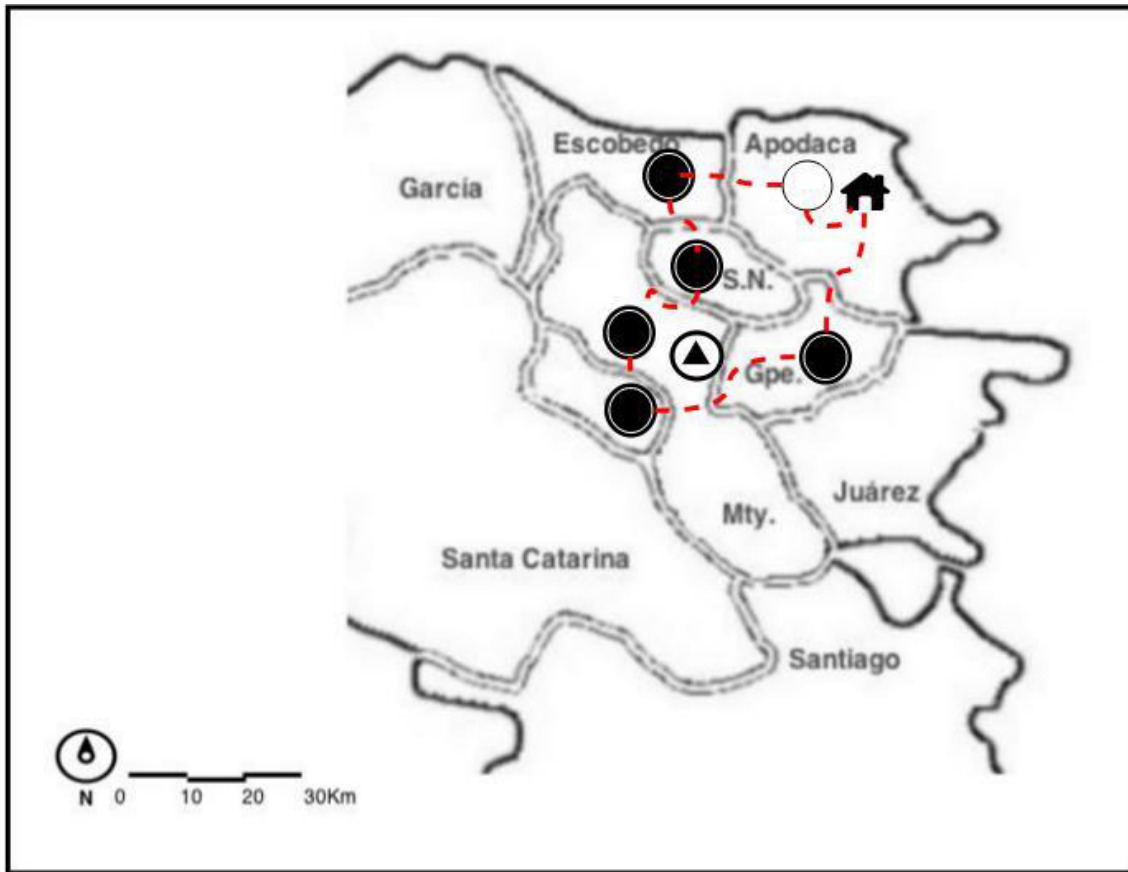 Escobedo
Apodaca
García
S.N.
Gpe.
Juárez
Mty.
Santa Catarina
Santiago
N 0 10 20 30Km